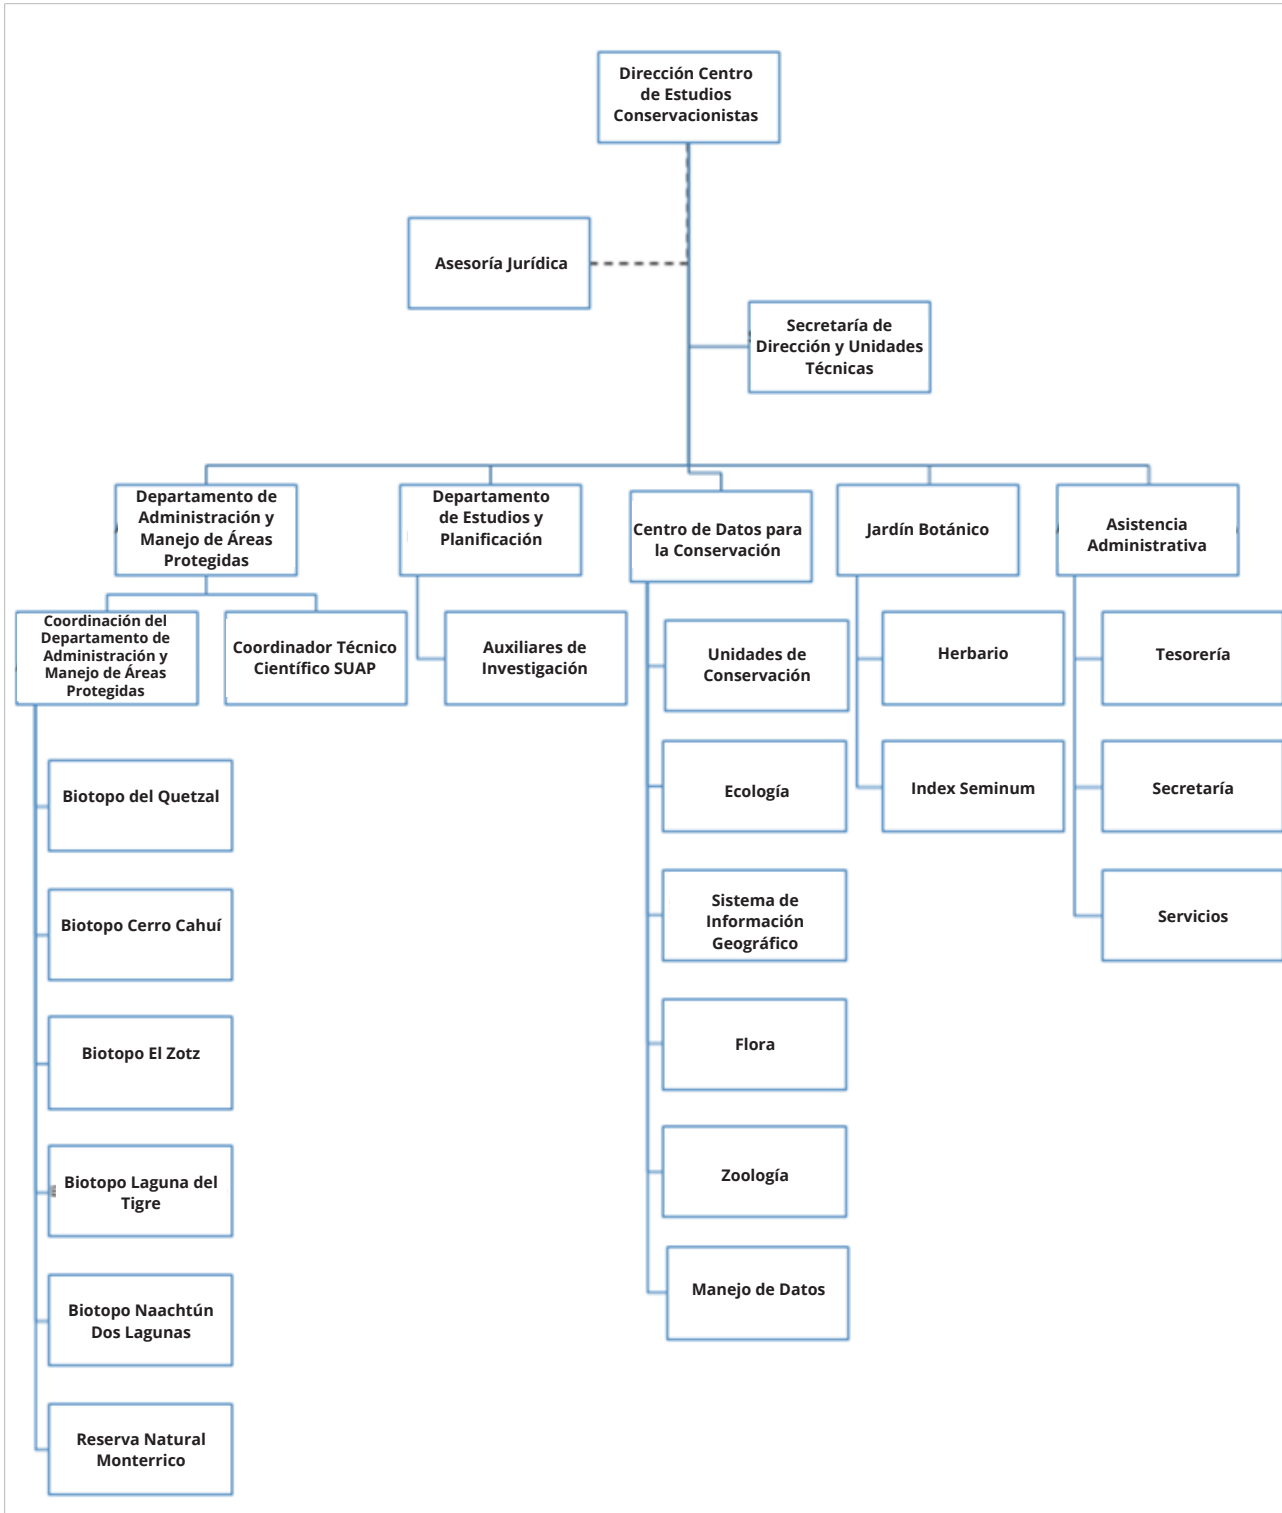 Dirección Centro
de Estudios
Conservacionistas
Asesoría Jurídica
Secretaría de
Dirección y Unidades
Técnicas
Departamento de
Administración y
Manejo de Áreas
Protegidas
Departamento
de Estudios y
Planificación
Centro de Datos para
la Conservación
Jardín Botánico
Asistencia
Administrativa
Coordinación del
Departamento de
Administración y
Manejo de Áreas
Protegidas
Coordinador Técnico
Científico SUAP
Auxiliares de
Investigación
Unidades de
Conservación
Herbario
Tesorería
Biotopo del Quetzal
Ecología
Index Seminum
Secretaría
Biotopo Cerro Cahuí
Sistema de
Información
Geográfico
Servicios
Biotopo El Zotz
Flora
Biotopo Laguna del
Tigre
Zoología
Biotopo Naachtún
Dos Lagunas
Manejo de Datos
Reserva Natural
Monterrico